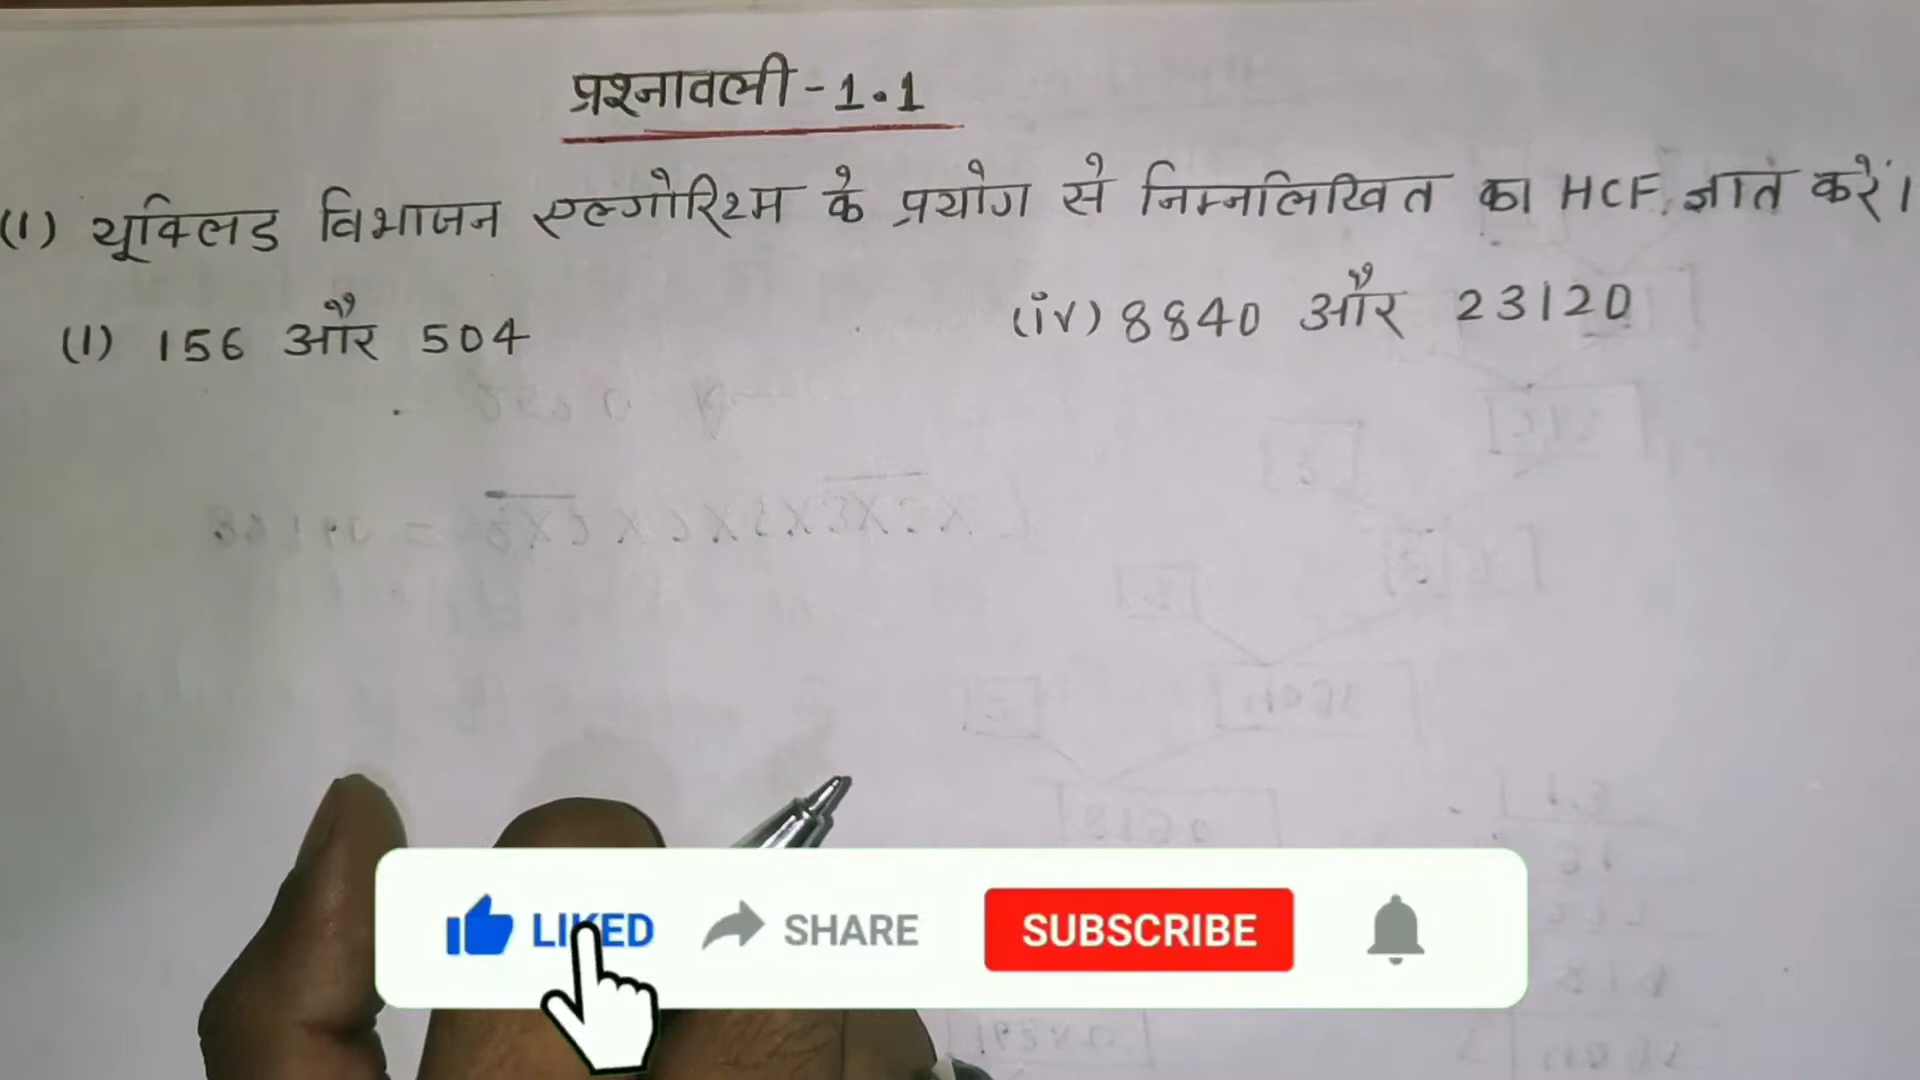 प्रश्नावली - 1.1
(1) यूक्लिड विभाजन एल्गोरिथ्म के प्रयोग से निम्नलिखित का HCF ज्ञात करें।
(1) 156 और 504
(iv) 8840 और 23120
LIKED SHARE SUBSCRIBE